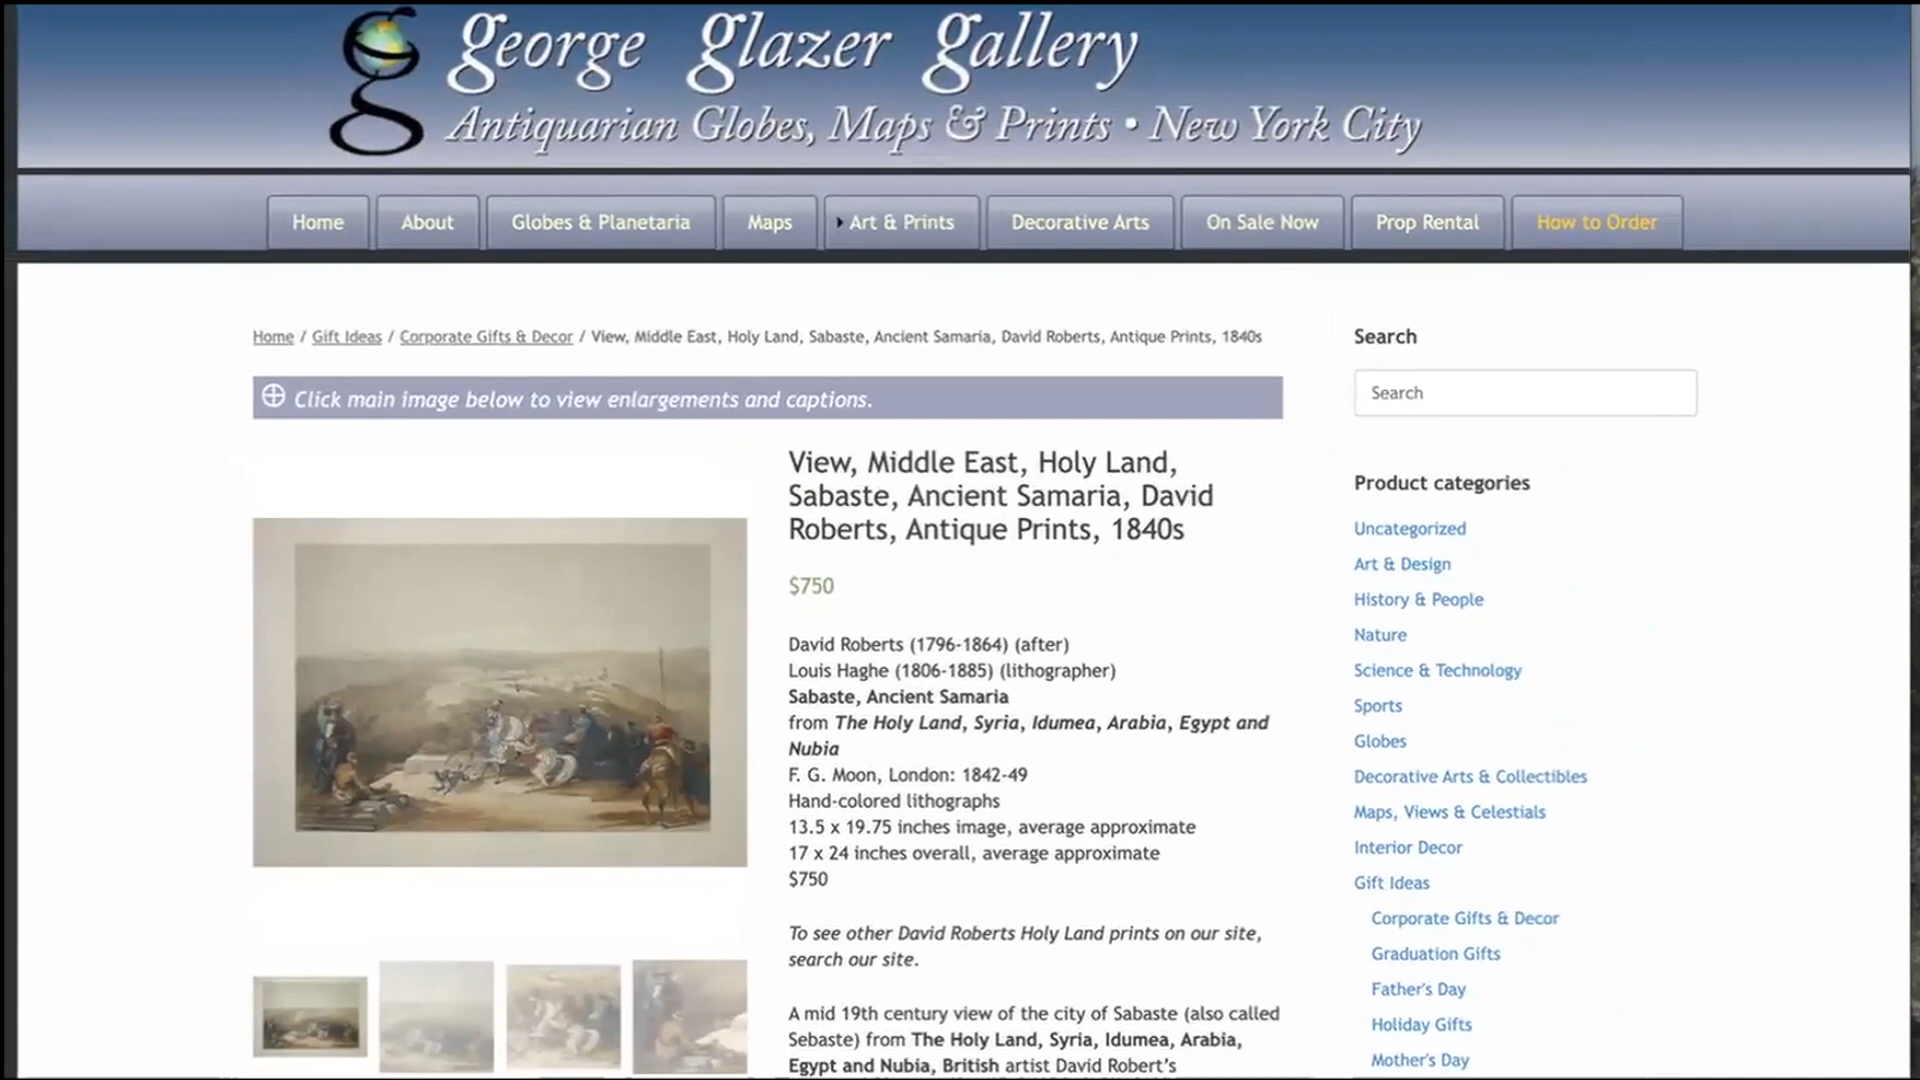 george glazer gallery
Antiquarian Globes, Maps & Prints • New York City
Home
About
Globes & Planetaria
Maps
Art & Prints
Decorative Arts
On Sale Now
Prop Rental
How to Order
Home / Gift Ideas / Corporate Gifts & Decor / View, Middle East, Holy Land, Sabaste, Ancient Samaria, David Roberts, Antique Prints, 1840s
Click main image below to view enlargements and captions.
View, Middle East, Holy Land,
Sabaste, Ancient Samaria, David
Roberts, Antique Prints, 1840s
$750
David Roberts (1796-1864) (after)
Louis Haghe (1806-1885) (lithographer)
Sabaste, Ancient Samaria
from The Holy Land, Syria, Idumea, Arabia, Egypt and
Nubia
F. G. Moon, London: 1842-49
Hand-colored lithographs
13.5 x 19.75 inches image, average approximate
17 x 24 inches overall, average approximate
$750
To see other David Roberts Holy Land prints on our site,
search our site.
A mid 19th century view of the city of Sabaste (also called
Sebaste) from The Holy Land, Syria, Idumea, Arabia,
Egypt and Nubia, British artist David Robert's
Search
Search
Product categories
Uncategorized
Art & Design
History & People
Nature
Science & Technology
Sports
Globes
Decorative Arts & Collectibles
Maps, Views & Celestials
Interior Decor
Gift Ideas
Corporate Gifts & Decor
Graduation Gifts
Father's Day
Holiday Gifts
Mother's Day